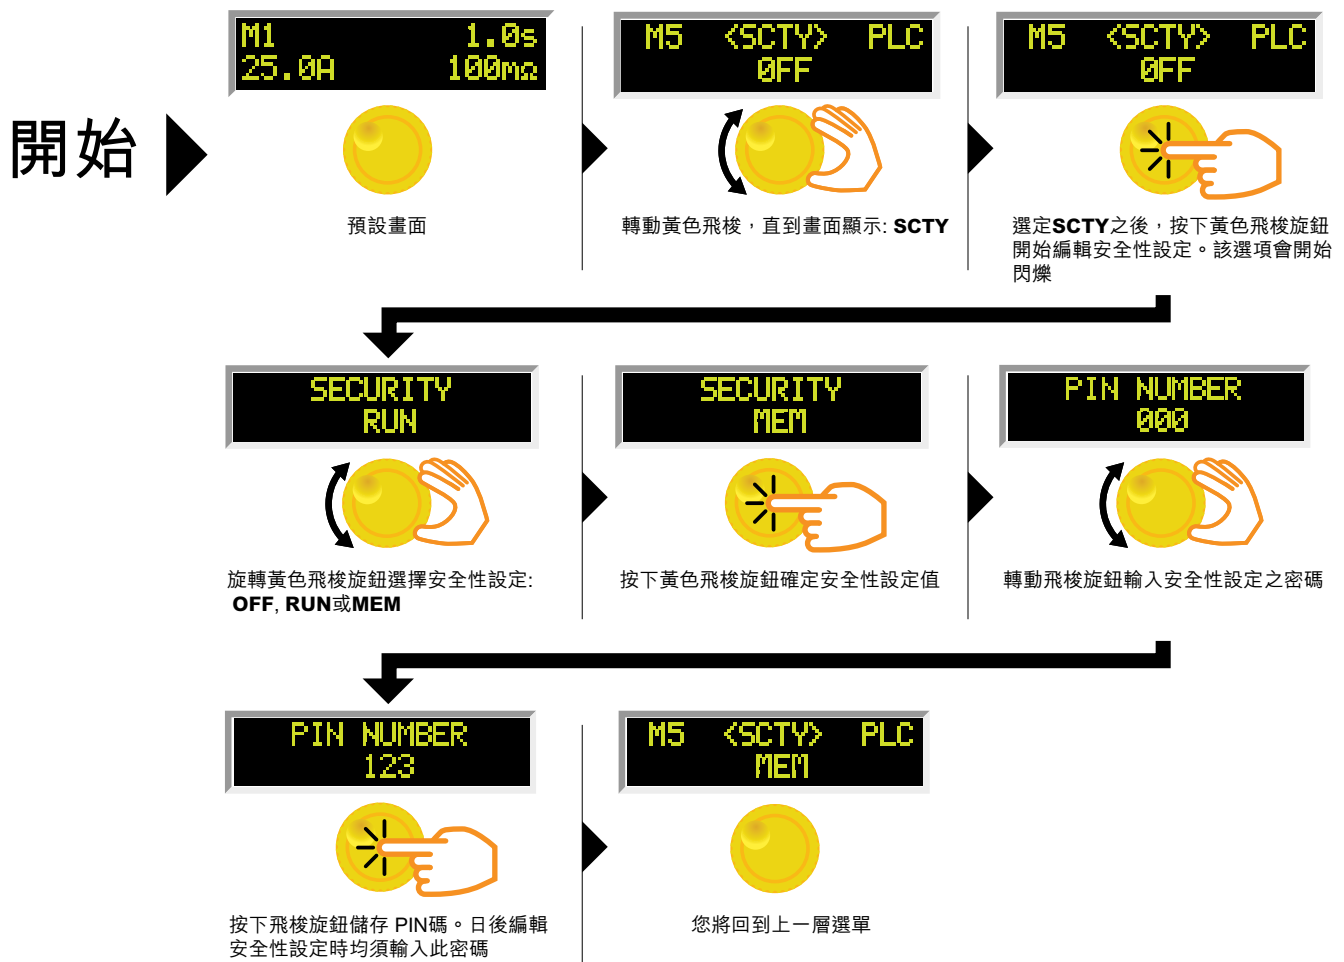 開始
M1 1.0s
25.0A 100mΩ
預設畫面
M5 <SCTY> PLC
OFF
轉動黃色飛梭，直到畫面顯示: SCTY
M5 <SCTY> PLC
OFF
選定SCTY之後，按下黃色飛梭旋鈕
開始編輯安全性設定。該選項會開始
閃爍
SECURITY
RUN
旋轉黃色飛梭旋鈕選擇安全性設定:
OFF, RUN或MEM
SECURITY
MEM
按下黃色飛梭旋鈕確定安全性設定值
PIN NUMBER
000
轉動飛梭旋鈕輸入安全性設定之密碼
PIN NUMBER
123
按下飛梭旋鈕儲存 PIN碼。日後編輯
安全性設定時均須輸入此密碼
M5 <SCTY> PLC
MEM
您將回到上一層選單